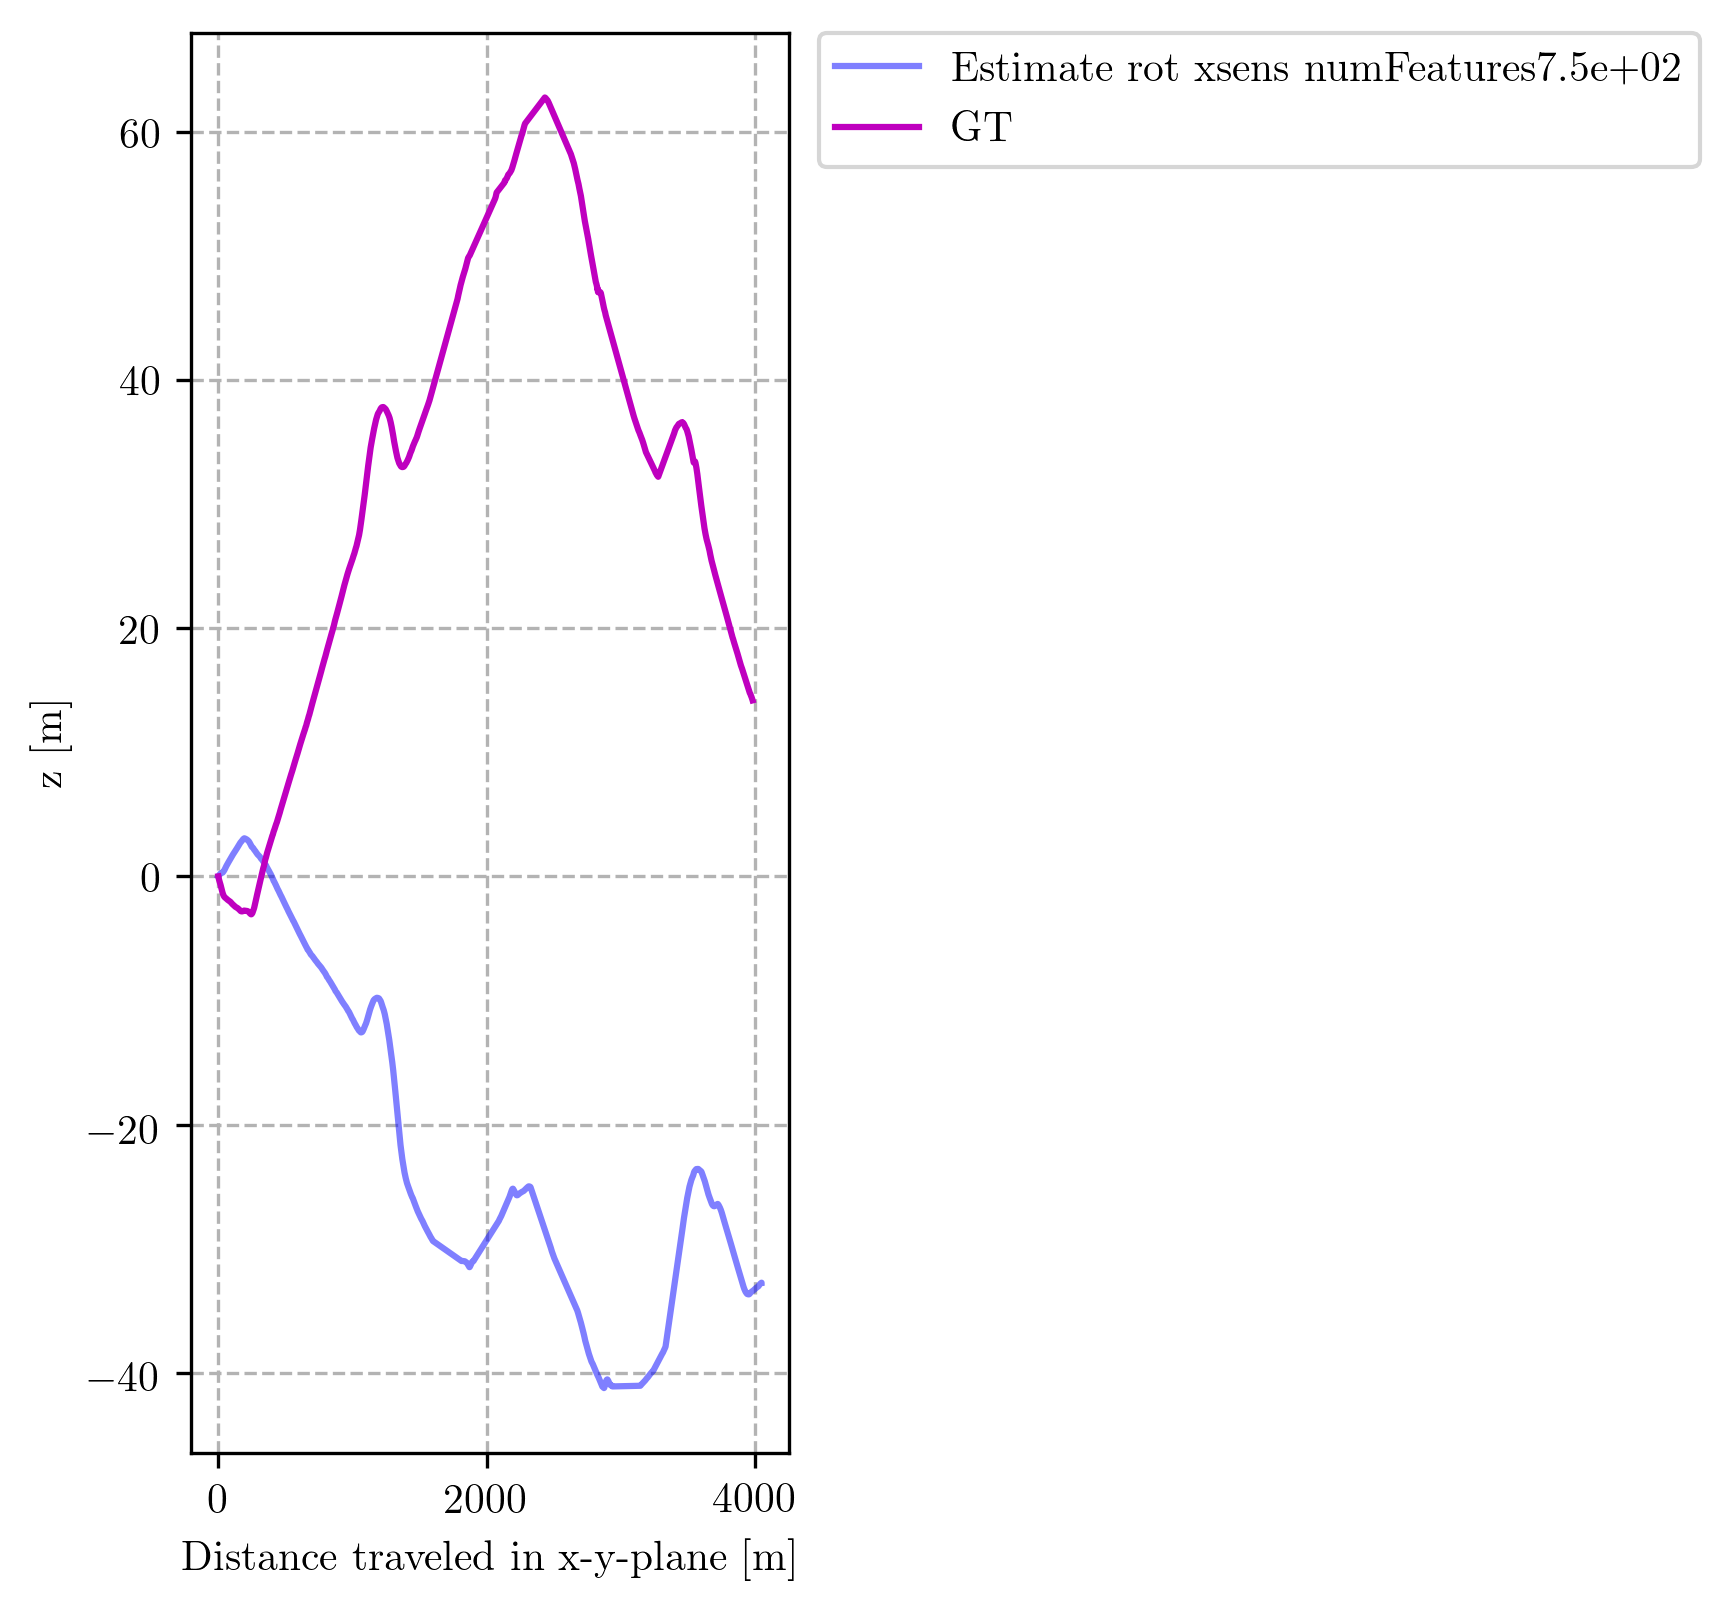 Estimate rot xsens numFeatures7.5e+02
GT
60
40
20
0
−20
−40
z [m]
0 2000 4000
Distance traveled in x-y-plane [m]